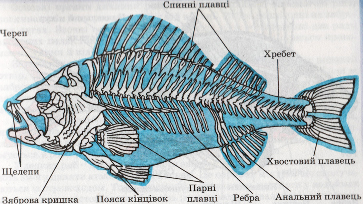 Спинні плавці
Череп
Хребет
Щелепи
Хвостовий плавець
Зяброва кришка
Пояси кінцівок
Парні
плавці
Ребра
Анальний плавець